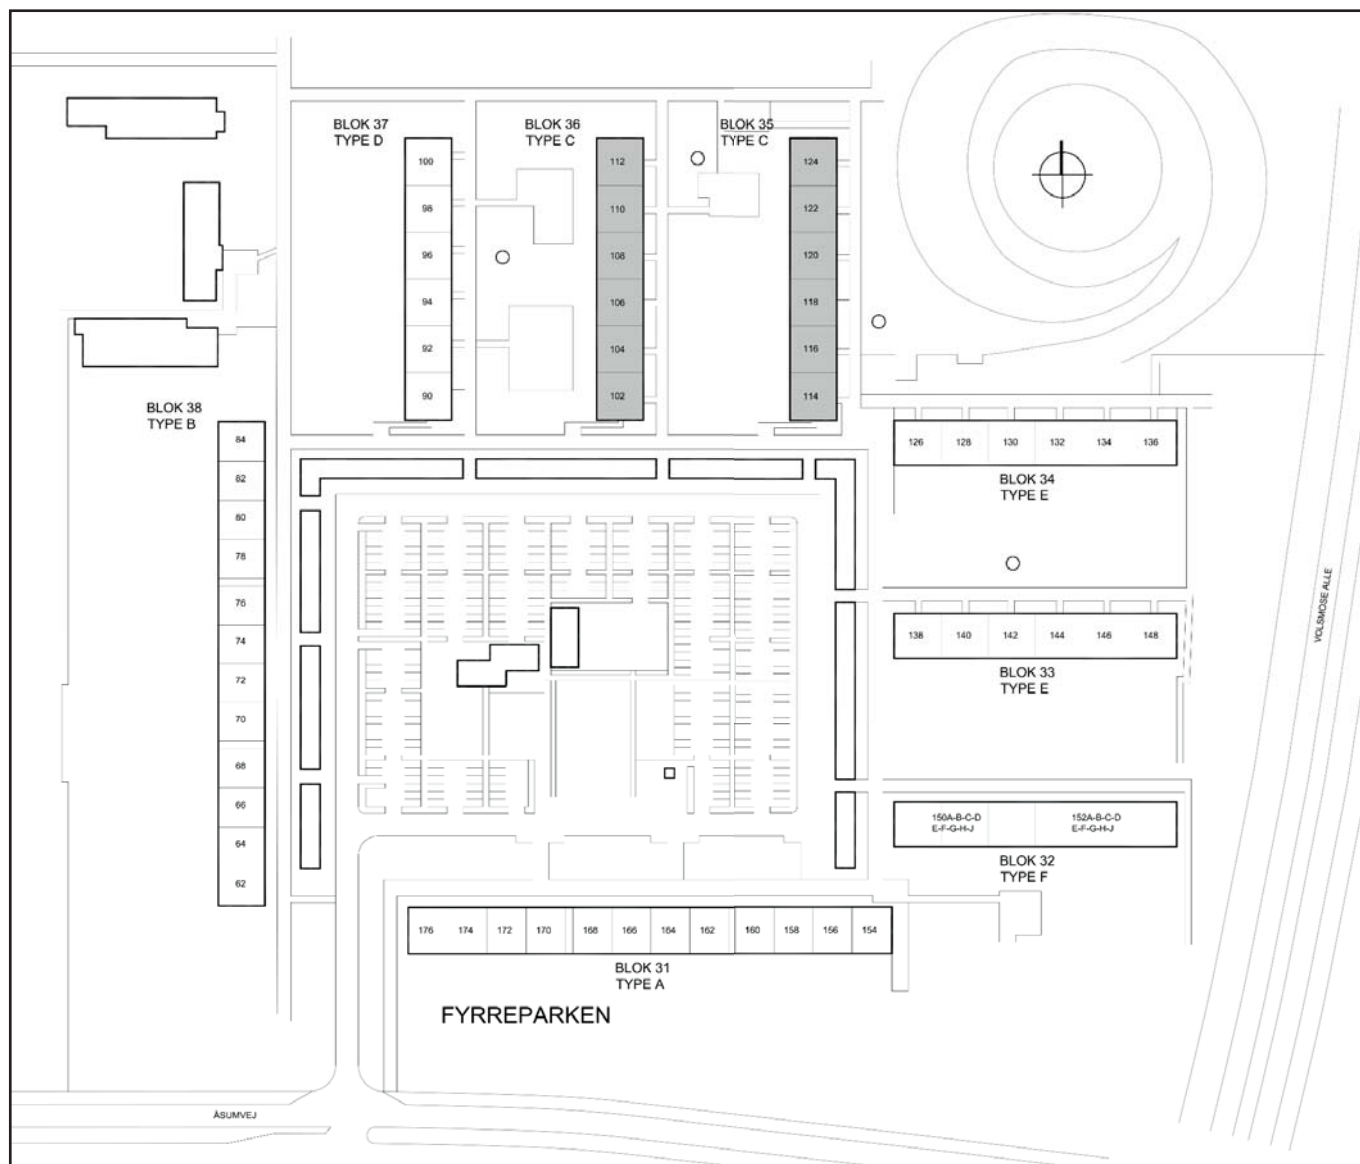 BLOK 37
TYPE D
BLOK 36
TYPE C
BLOK 35
TYPE C
100
98
96
94
92
90
112
110
108
106
104
102
124
122
120
118
116
114
BLOK 38
TYPE B
84
82
80
78
76
74
72
70
68
66
64
62
126
128
130
132
134
136
BLOK 34
TYPE E
138
140
142
144
146
148
BLOK 33
TYPE E
150A-B-C-D
E-F-G-H-J
152A-B-C-D
E-F-G-H-J
BLOK 32
TYPE F
176
174
172
170
168
166
164
162
160
158
156
154
BLOK 31
TYPE A
FYRREPARKEN
VOLSMOSE ALLE
ÅSUMVEJ